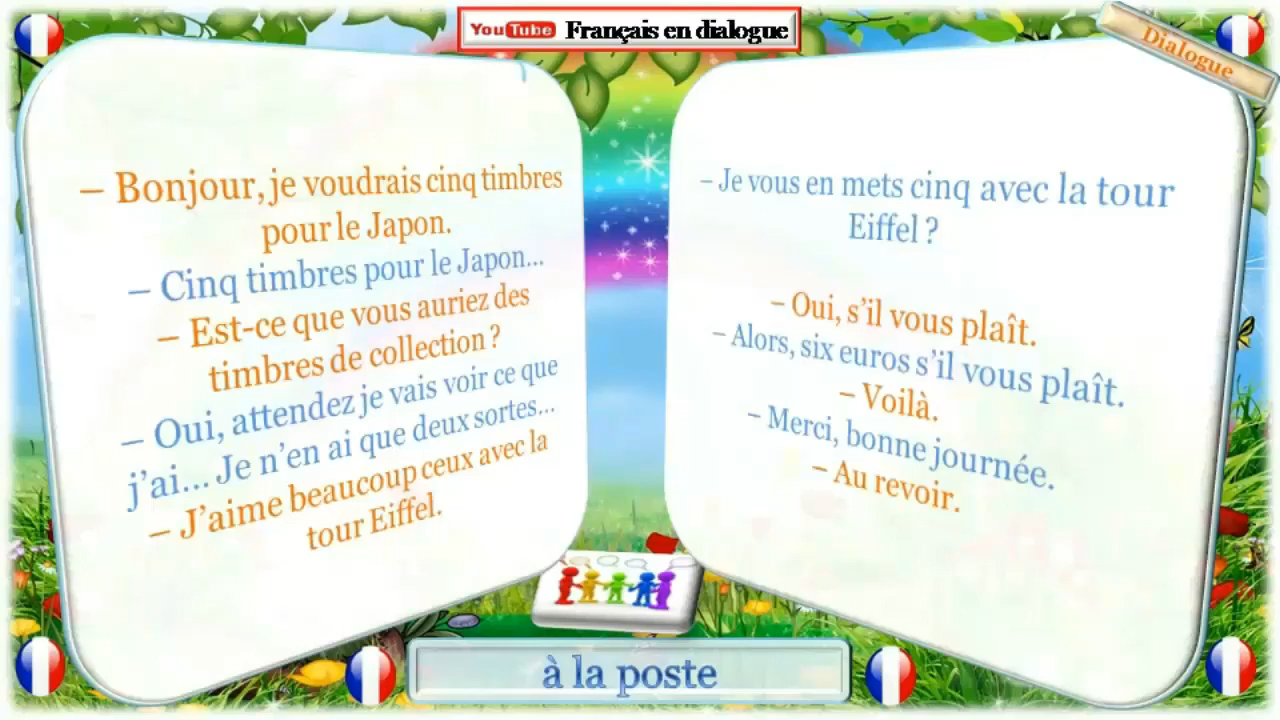 YouTube Français en dialogue
Dialogue
– Bonjour, je voudrais cinq timbres
pour le Japon.
– Cinq timbres pour le Japon...
– Est-ce que vous auriez des
timbres de collection ?
– Oui, attendez je vais voir ce que
j'ai... Je n'en ai que deux sortes...
– J'aime beaucoup ceux avec la
tour Eiffel.
– Je vous en mets cinq avec la tour
Eiffel ?
– Oui, s'il vous plaît.
– Alors, six euros s'il vous plaît.
– Voilà.
– Merci, bonne journée.
– Au revoir.
à la poste